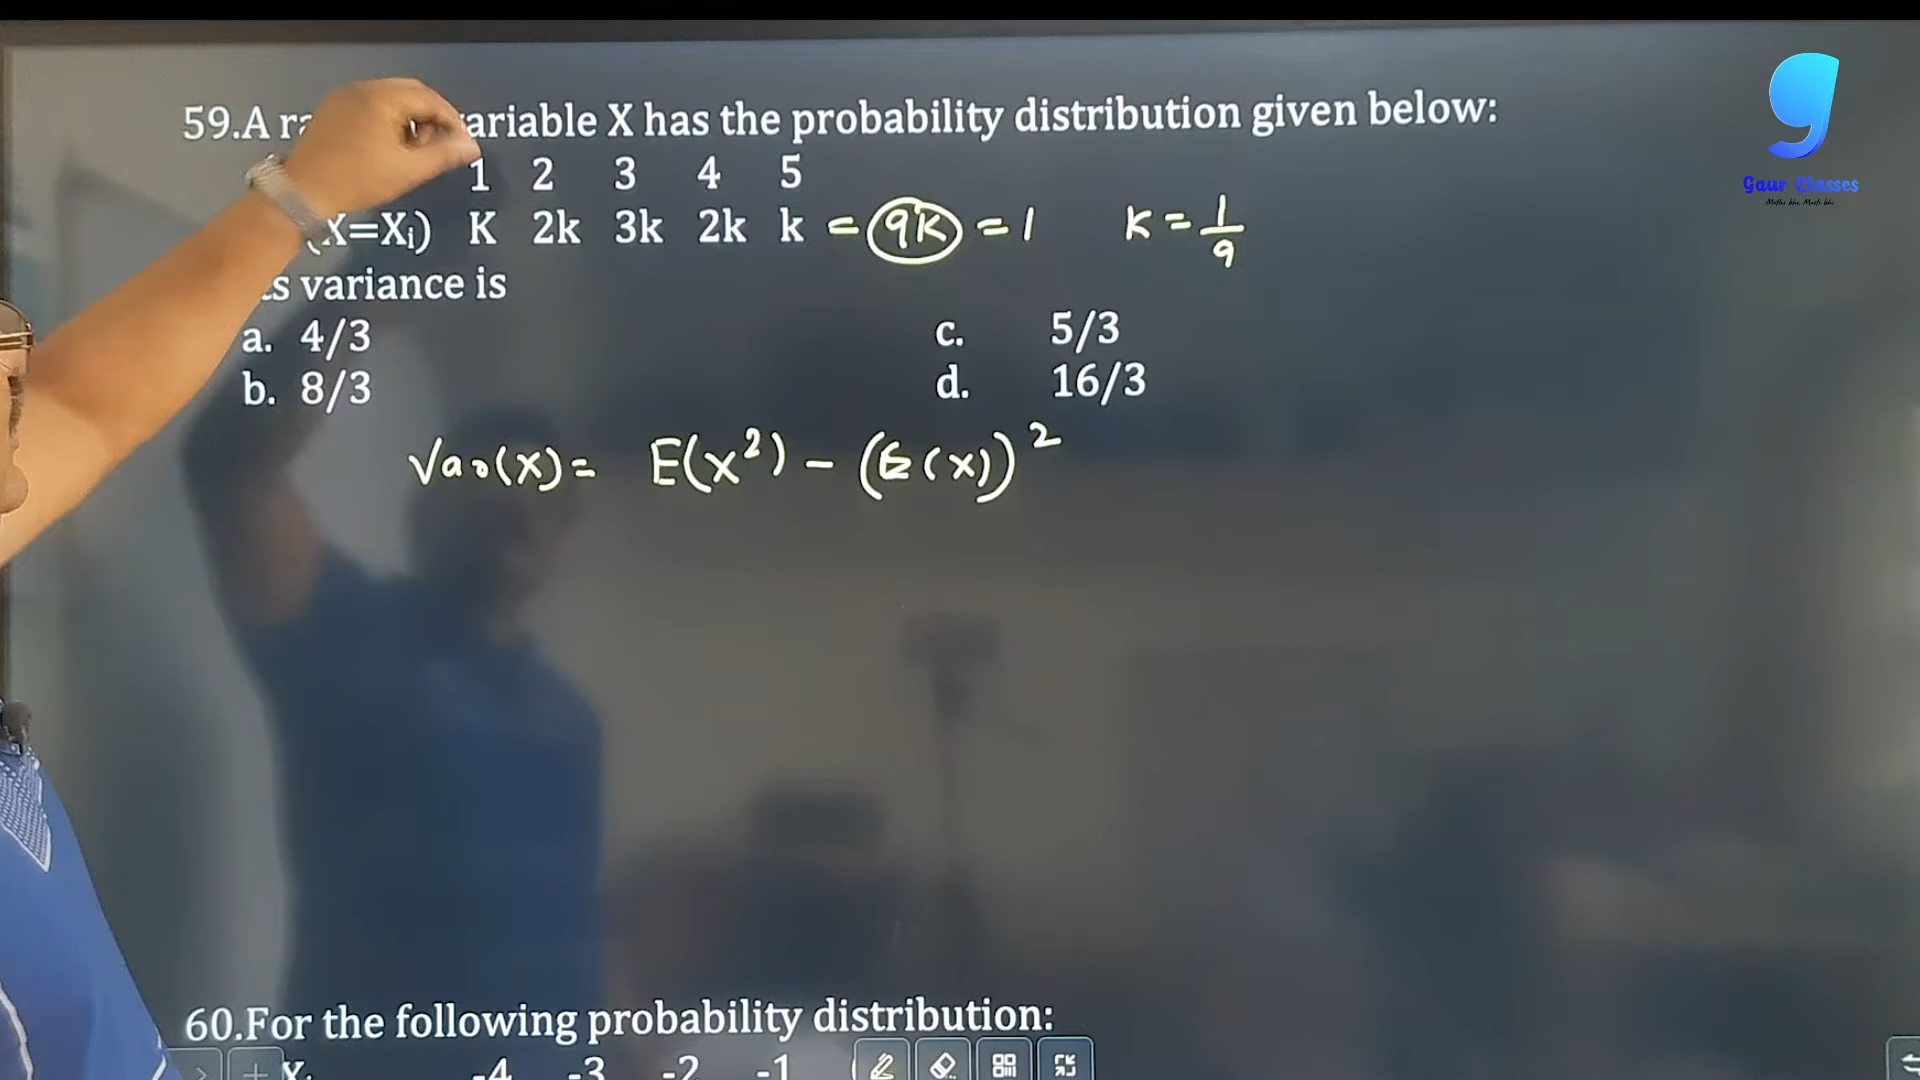 59.A ra ariable X has the probability distribution given below:
1 2 3 4 5
(X=Xi) K 2k 3k 2k k = 9K = 1 K = 1/9
ts variance is
a. 4/3 c. 5/3
b. 8/3 d. 16/3
Var(X) = E(X²) - (E(X))²
60.For the following probability distribution:
X -4 -3 -2 -1
g
Gaur Classes